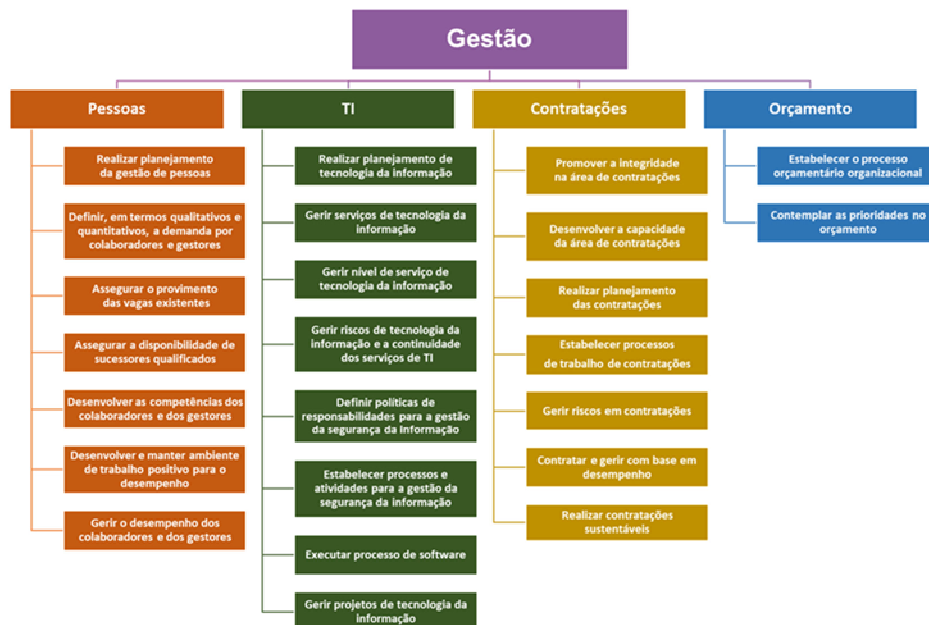 Gestão
Pessoas
Realizar planejamento
da gestão de pessoas
Definir, em termos qualitativos e
quantitativos, a demanda por
colaboradores e gestores
Assegurar o provimento
das vagas existentes
Assegurar a disponibilidade de
sucessores qualificados
Desenvolver as competências dos
colaboradores e dos gestores
Desenvolver e manter ambiente
de trabalho positivo para o
desempenho
Gerir o desempenho dos
colaboradores e dos gestores
TI
Realizar planejamento de
tecnologia da informação
Gerir serviços de tecnologia da
informação
Gerir nível de serviço de
tecnologia da informação
Gerir riscos de tecnologia da
informação e a continuidade
dos serviços de TI
Definir políticas de
responsabilidades para a gestão
da segurança da informação
Estabelecer processos e
atividades para a gestão da
segurança da informação
Executar processo de software
Gerir projetos de tecnologia da
informação
Contratações
Promover a integridade
na área de contratações
Desenvolver a capacidade
da área de contratações
Realizar planejamento
das contratações
Estabelecer processos
de trabalho de contratações
Gerir riscos em contratações
Contratar e gerir com base em
desempenho
Realizar contratações
sustentáveis
Orçamento
Estabelecer o processo
orçamentário organizacional
Contemplar as prioridades no
orçamento